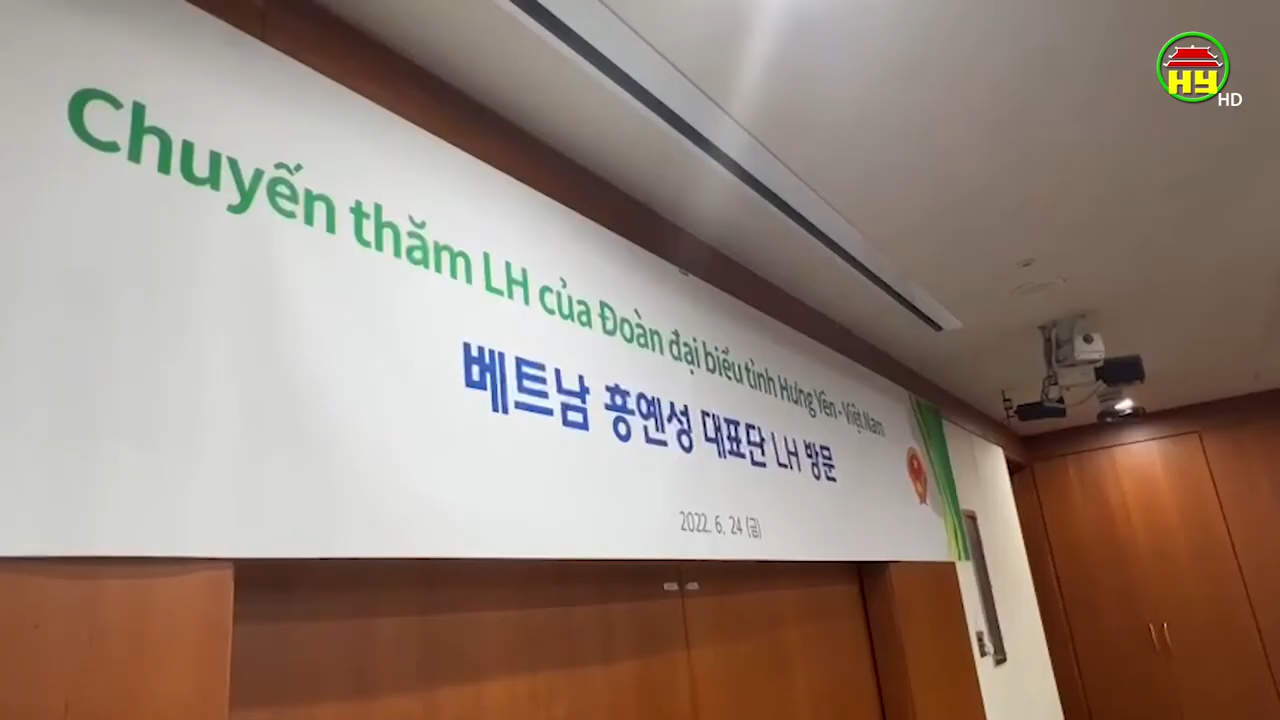 Chuyến thăm LH của Đoàn đại biểu tỉnh Hưng Yên - Việt Nam
베트남 흥옌성 대표단 LH 방문
2022. 6. 24 (금)
HY
HD